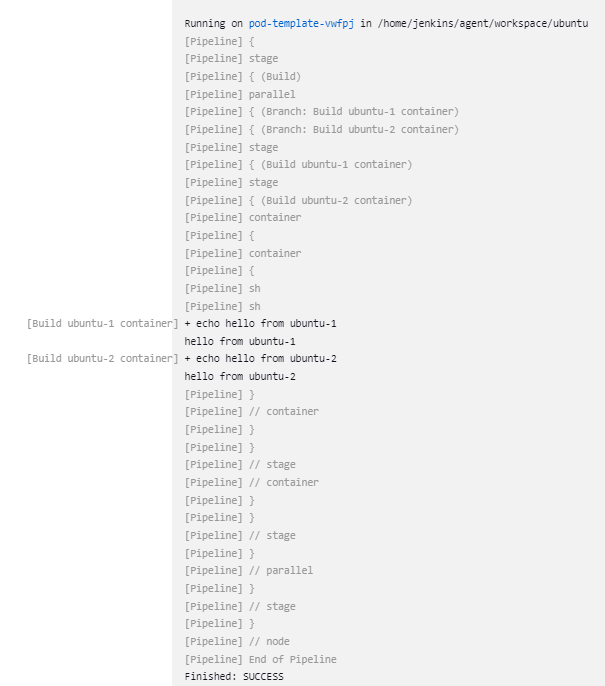 Running on pod-template-vwfpj in /home/jenkins/agent/workspace/ubuntu
[Pipeline] {
[Pipeline] stage
[Pipeline] { (Build)
[Pipeline] parallel
[Pipeline] { (Branch: Build ubuntu-1 container)
[Pipeline] { (Branch: Build ubuntu-2 container)
[Pipeline] stage
[Pipeline] { (Build ubuntu-1 container)
[Pipeline] stage
[Pipeline] { (Build ubuntu-2 container)
[Pipeline] container
[Pipeline] {
[Pipeline] container
[Pipeline] {
[Pipeline] sh
[Pipeline] sh
[Build ubuntu-1 container] + echo hello from ubuntu-1
hello from ubuntu-1
[Build ubuntu-2 container] + echo hello from ubuntu-2
hello from ubuntu-2
[Pipeline] }
[Pipeline] // container
[Pipeline] }
[Pipeline] }
[Pipeline] // stage
[Pipeline] // container
[Pipeline] }
[Pipeline] }
[Pipeline] // stage
[Pipeline] }
[Pipeline] // parallel
[Pipeline] }
[Pipeline] // stage
[Pipeline] }
[Pipeline] // node
[Pipeline] End of Pipeline
Finished: SUCCESS